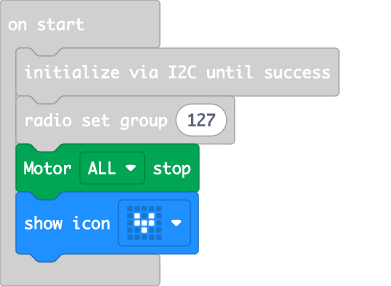 on start
initialize via I2C until success
radio set group 127
Motor ALL stop
show icon